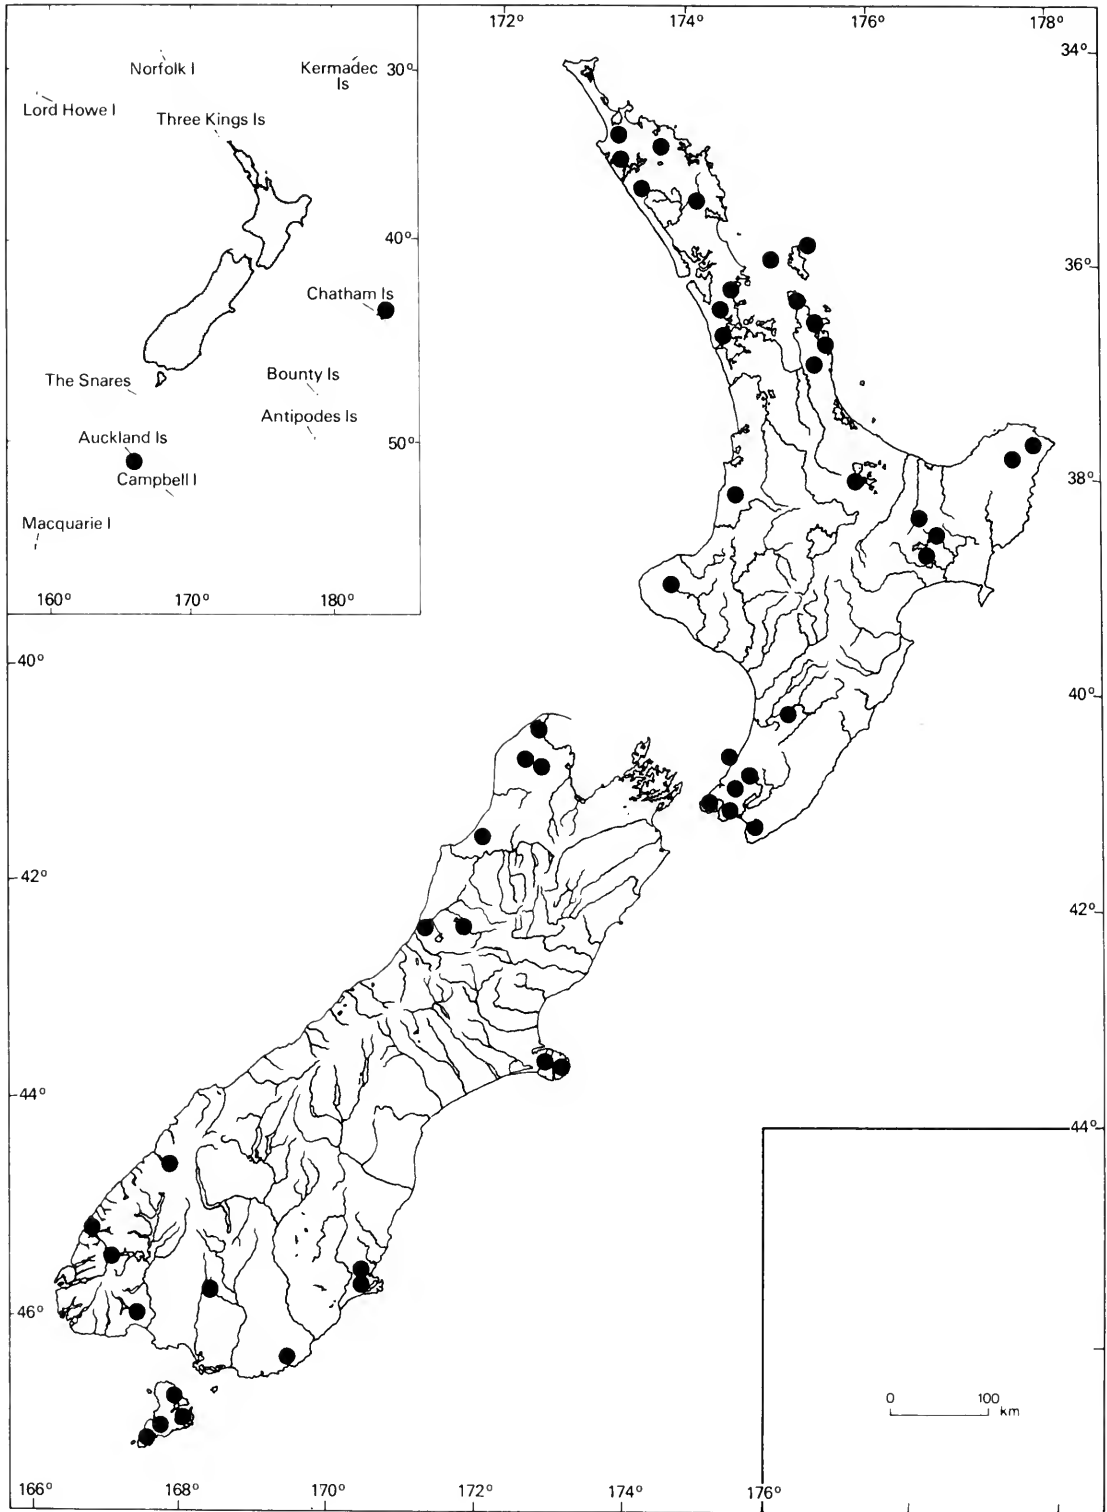 172° 174° 176° 178°
34°
Norfolk I
Kermadec
Is
30°
Lord Howe I
Three Kings Is
40°
36°
Chatham Is
The Snares
Bounty Is
Antipodes Is
Auckland Is
50°
Campbell I
38°
Macquarie I
160° 170° 180°
40°
40°
42°
42°
44°
44°
46°
0 100
km
166° 168° 170° 172° 174° 176°